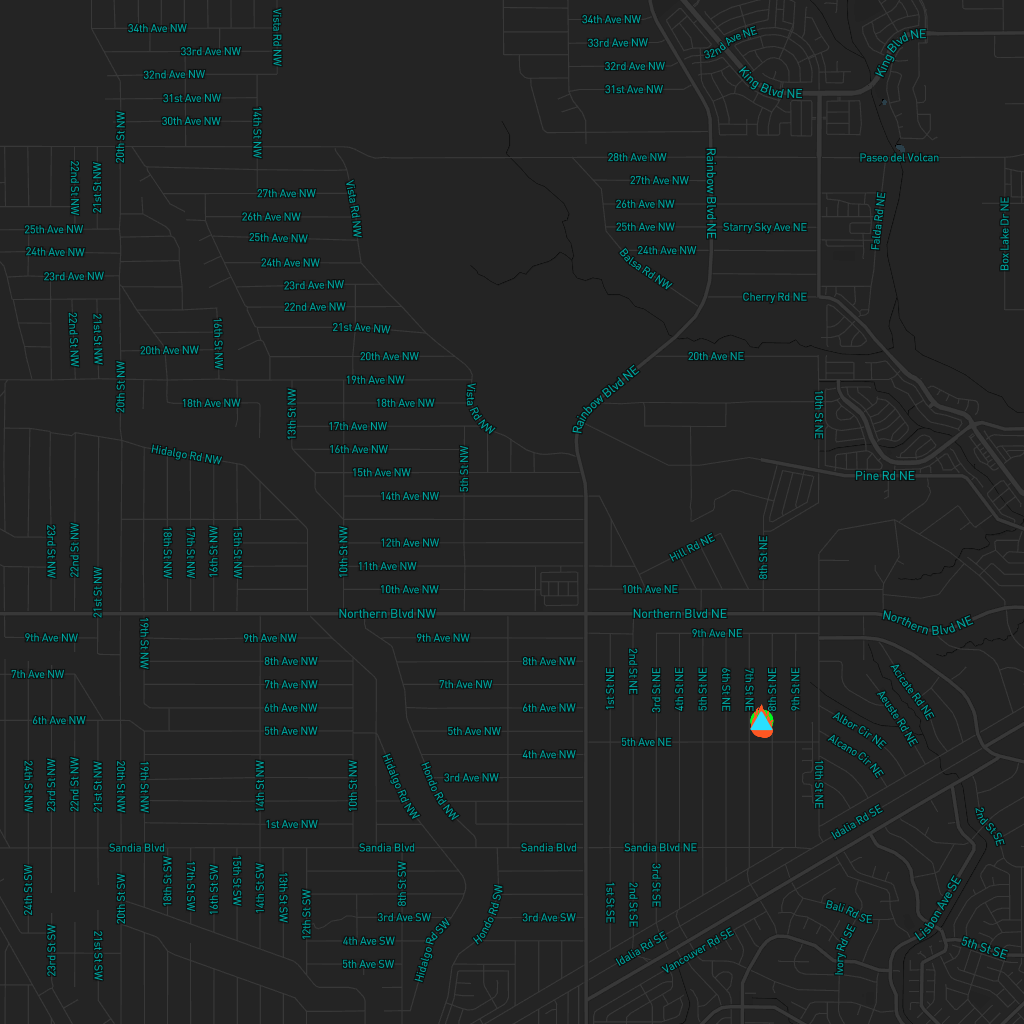 34th Ave NW
Vista Rd NW
34th Ave NW
33rd Ave NW
33rd Ave NW
32nd Ave NE
King Blvd NE
32nd Ave NW
32nd Ave NW
King Blvd NE
31st Ave NW
31st Ave NW
30th Ave NW
20th St NW
14th St NW
28th Ave NW
Paseo del Volcan
22nd St NW
21st St NW
27th Ave NW
Vista Rd NW
27th Ave NW
Rainbow Blvd NE
26th Ave NW
26th Ave NW
25th Ave NW
25th Ave NW
25th Ave NW
Starry Sky Ave NE
Falda Rd NE
Box Lake Dr NE
24th Ave NW
24th Ave NW
24th Ave NW
Balsa Rd NW
23rd Ave NW
23rd Ave NW
22nd Ave NW
Cherry Rd NE
22nd St NW
21st St NW
16th St NW
21st Ave NW
20th Ave NW
20th Ave NW
20th Ave NE
20th St NW
19th Ave NW
18th Ave NW
13th St NW
18th Ave NW
Vista Rd NW
Rainbow Blvd NE
10th St NE
17th Ave NW
Hidalgo Rd NW
16th Ave NW
15th Ave NW
5th St NW
Pine Rd NE
14th Ave NW
23rd St NW
22nd St NW
18th St NW
17th St NW
16th St NW
15th St NW
10th St NW
12th Ave NW
Hill Rd NE
8th St NE
11th Ave NW
21st St NW
10th Ave NW
10th Ave NE
Northern Blvd NW
Northern Blvd NE
Northern Blvd NE
9th Ave NW
19th St NW
9th Ave NW
9th Ave NW
9th Ave NE
8th Ave NW
8th Ave NW
7th Ave NW
7th Ave NW
7th Ave NW
1st St NE
2nd St NE
3rd St NE
4th St NE
5th St NE
6th St NE
7th St NE
8th St NE
9th St NE
Acicate Rd NE
Aeuste Rd NE
6th Ave NW
6th Ave NW
6th Ave NW
5th Ave NW
5th Ave NW
5th Ave NE
Albor Cir NE
Alcano Cir NE
4th Ave NW
24th St NW
23rd St NW
22nd St NW
21st St NW
20th St NW
19th St NW
14th St NW
10th St NW
Hidalgo Rd NW
Hondo Rd NW
3rd Ave NW
10th St NE
1st Ave NW
Idalia Rd SE
2nd St SE
Sandia Blvd
Sandia Blvd
Sandia Blvd
Sandia Blvd NE
24th St SW
20th St SW
18th St SW
17th St SW
16th St SW
15th St SW
14th St SW
13th St SW
12th St SW
8th St SW
1st St SE
2nd St SE
3rd St SE
3rd Ave SW
Hondo Rd SW
3rd Ave SW
Bali Rd SE
Lisbon Ave SE
23rd St SW
21st St SW
4th Ave SW
Hidalgo Rd SW
Idalia Rd SE
Vancouver Rd SE
Ivory Rd SE
5th St SE
5th Ave SW